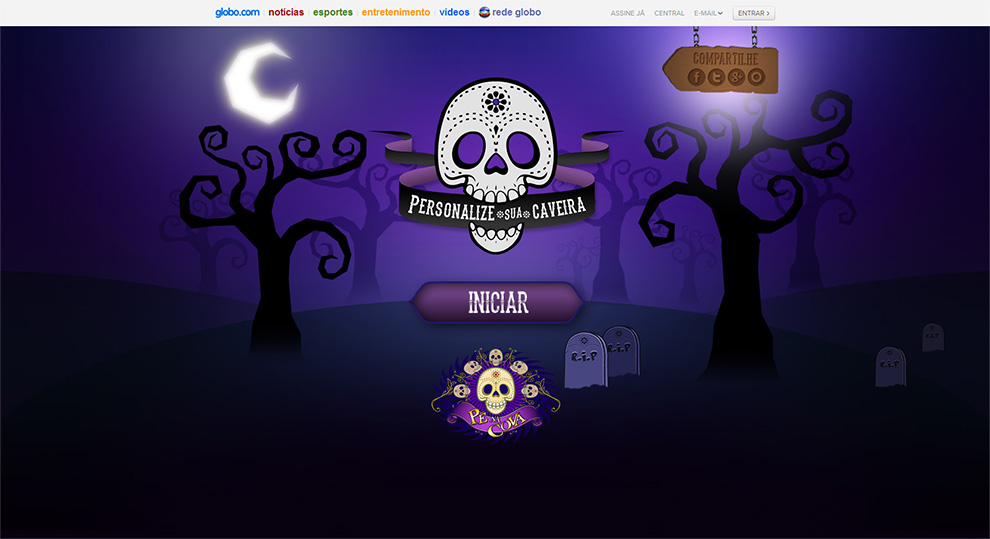 globo.com notícias esportes entretenimento vídeos rede globo ASSINE JÁ CENTRAL E-MAIL ENTRAR ›
COMPARTILHE
PERSONALIZE SUA CAVEIRA
INICIAR
R.I.P
R.I.P
R.I.P
R.I.P
PÉ NA COVA